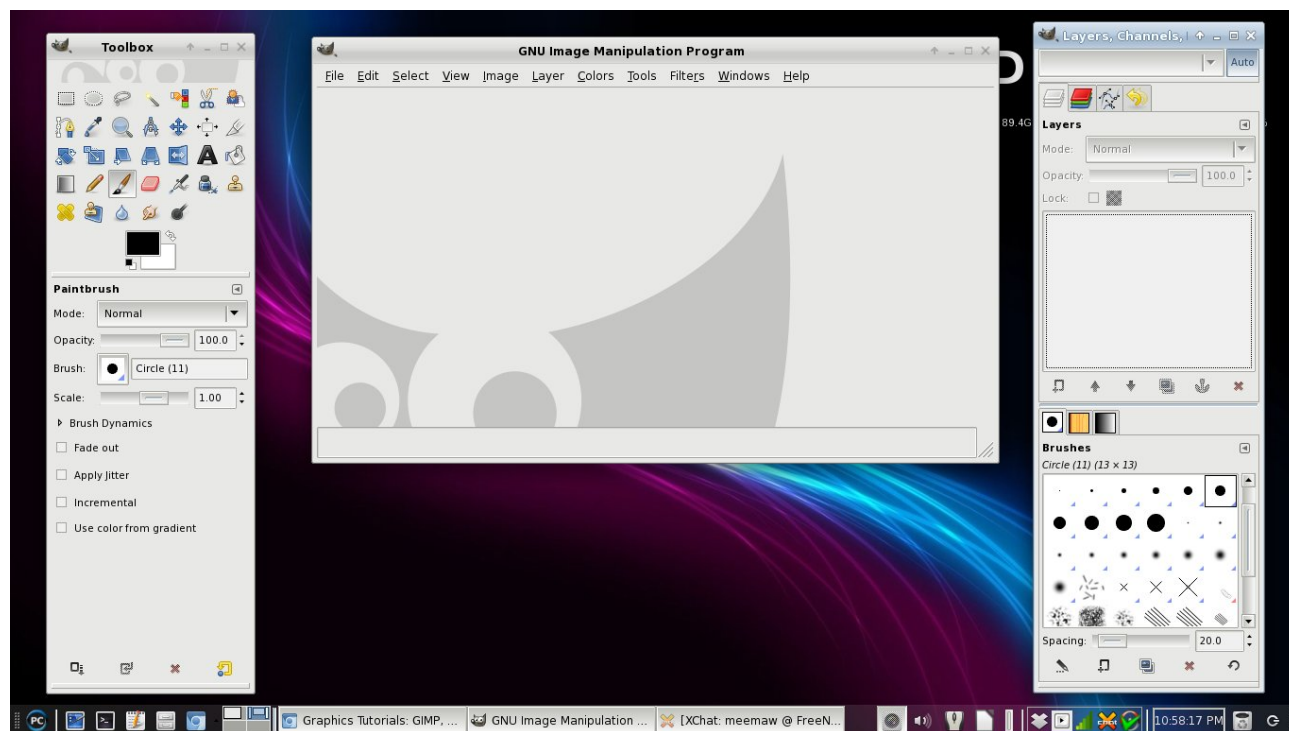 Toolbox
Paintbrush
Mode: Normal
Opacity: 100.0
Brush: Circle (11)
Scale: 1.00
Brush Dynamics
Fade out
Apply Jitter
Incremental
Use color from gradient
GNU Image Manipulation Program
File Edit Select View Image Layer Colors Tools Filters Windows Help
D
89.4G
Layers, Channels,
Auto
Layers
Mode: Normal
Opacity: 100.0
Lock:
Brushes
Circle (11) (13 × 13)
Spacing: 20.0
PC
Graphics Tutorials: GIMP, ...
GNU Image Manipulation ...
[XChat: meemaw @ FreeN...
10:58:17 PM